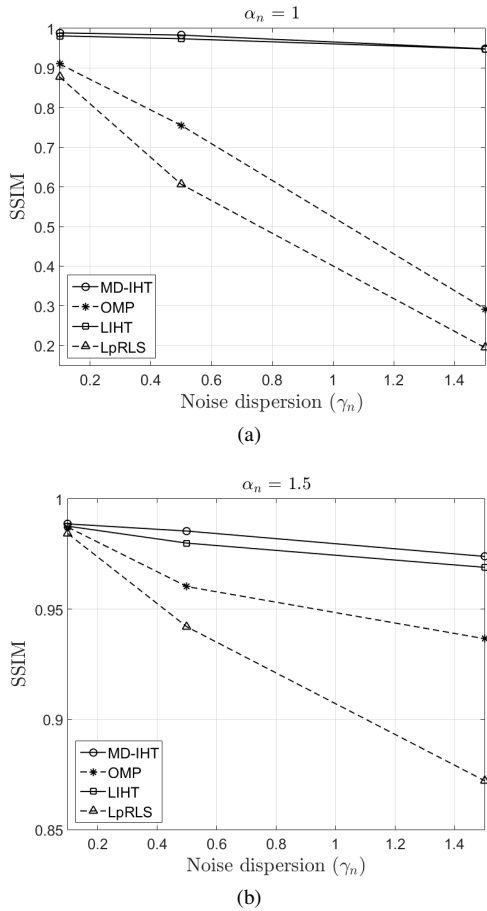 αₙ = 1
1
0.9
0.8
0.7
0.6
0.5
0.4
0.3
0.2
SSIM
MD-IHT
OMP
LIHT
LpRLS
0.2 0.4 0.6 0.8 1 1.2 1.4
Noise dispersion (γₙ)
(a)
αₙ = 1.5
1
0.95
0.9
0.85
SSIM
MD-IHT
OMP
LIHT
LpRLS
0.2 0.4 0.6 0.8 1 1.2 1.4
Noise dispersion (γₙ)
(b)